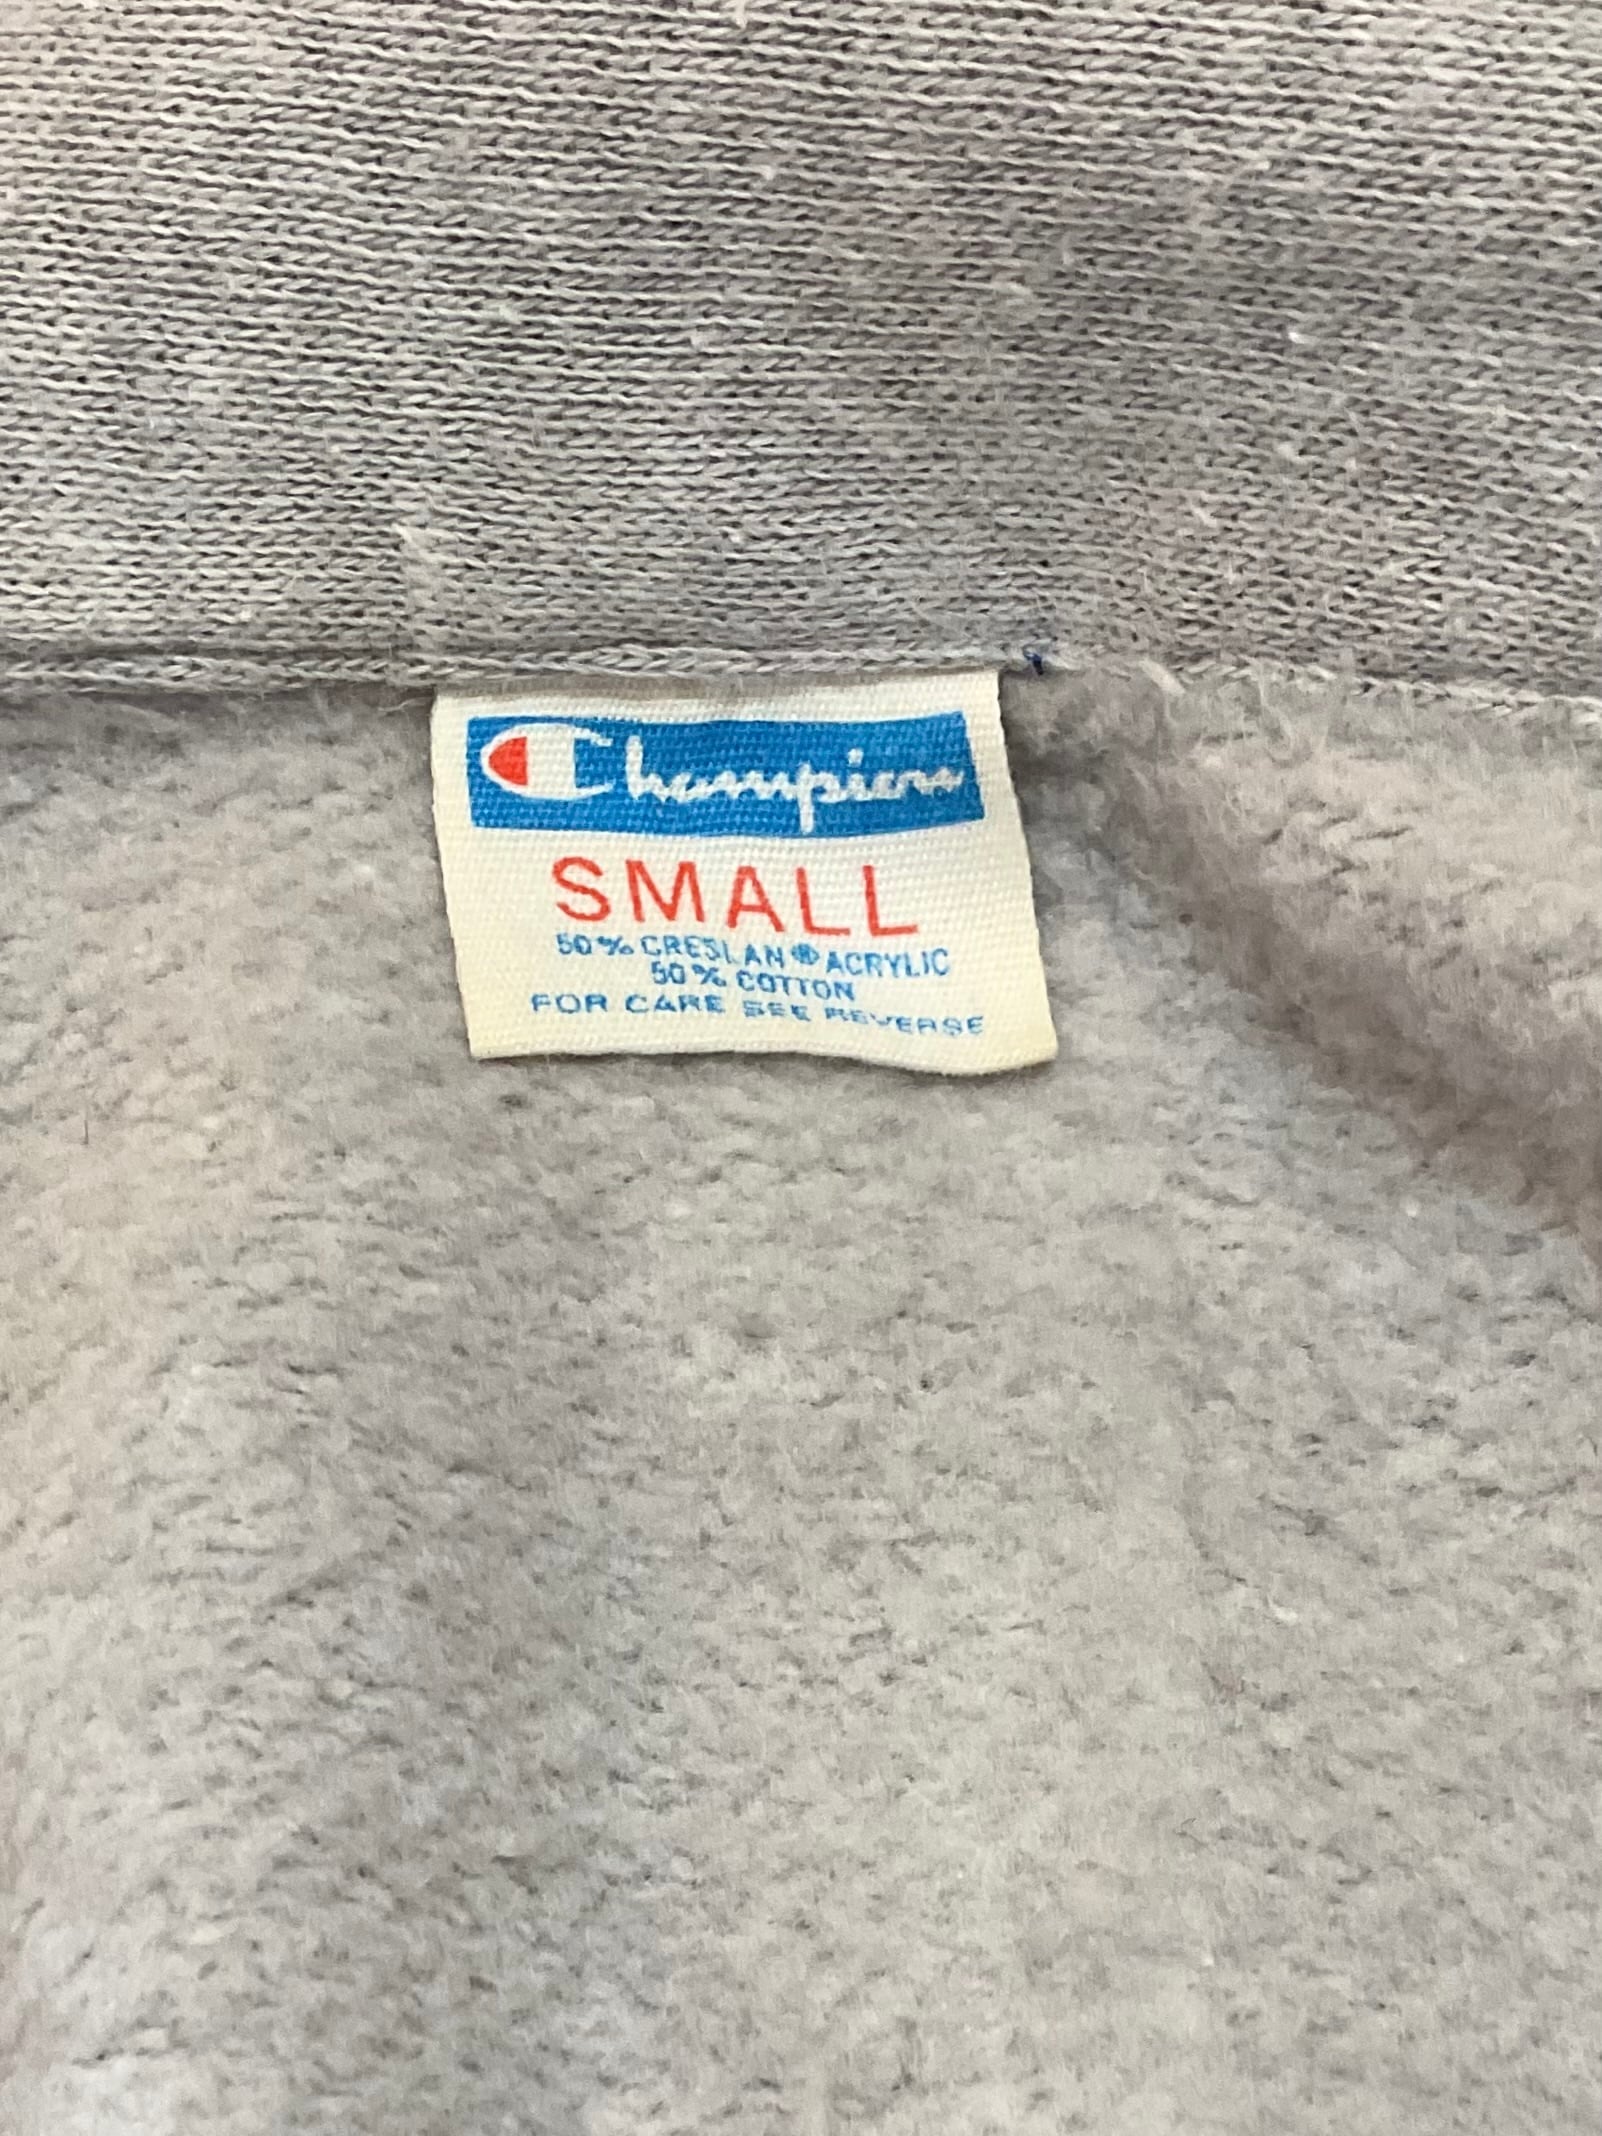 Champion
SMALL
50% CRESLAN® ACRYLIC
50% COTTON
FOR CARE SEE REVERSE